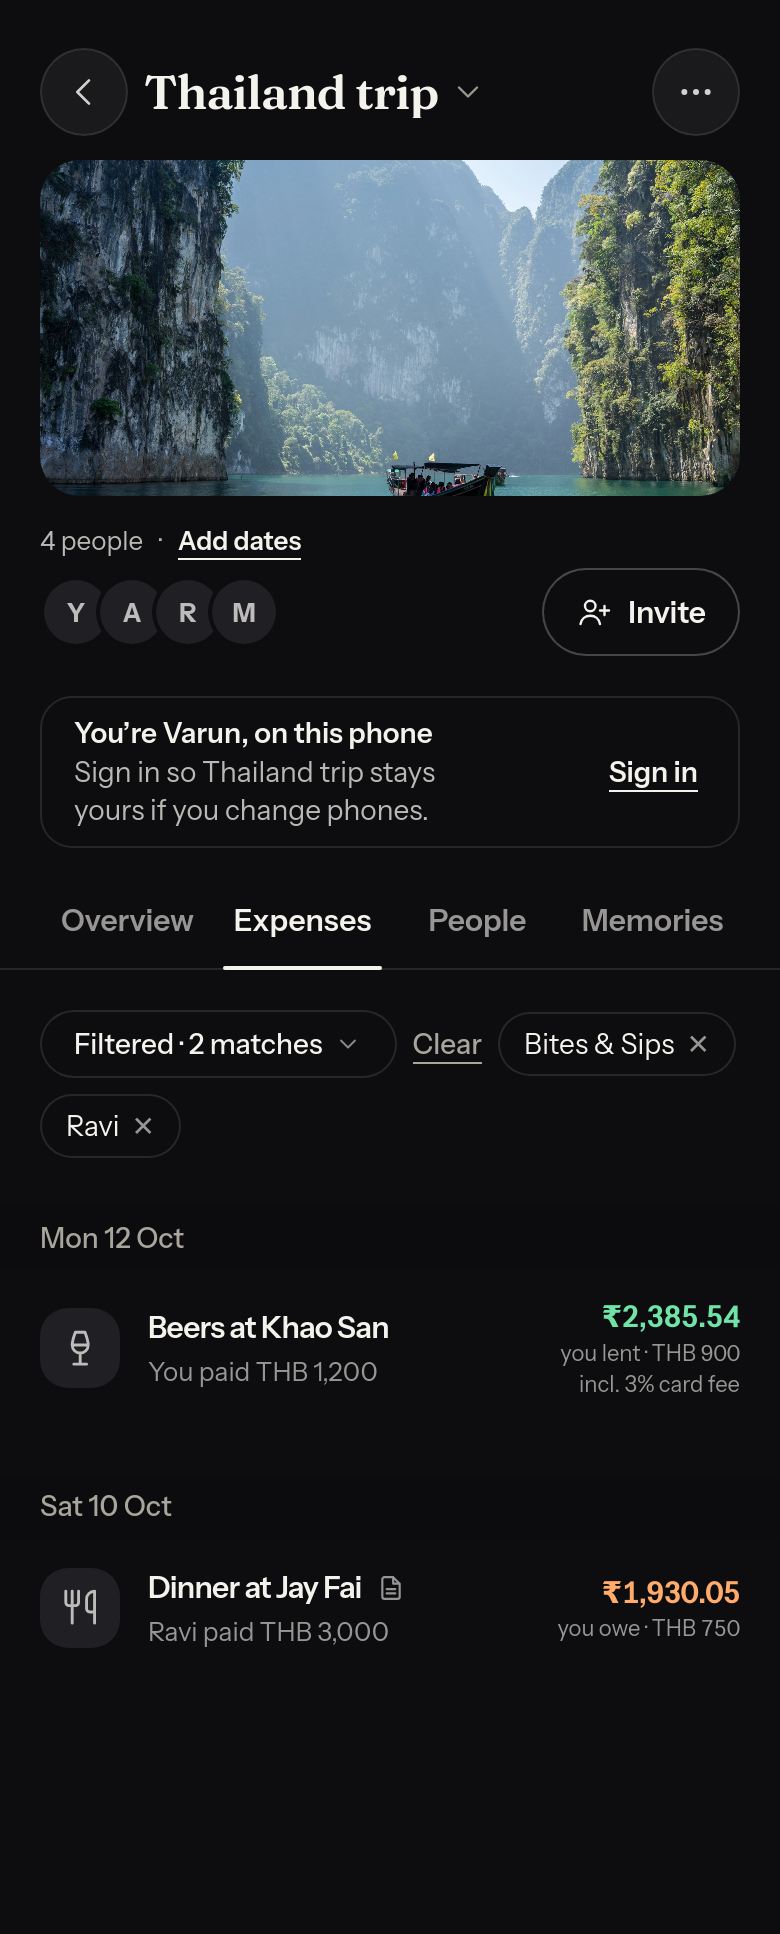 Thailand trip
4 people · Add dates
Y A R M
Invite
You’re Varun, on this phone
Sign in so Thailand trip stays
yours if you change phones.
Sign in
Overview Expenses People Memories
Filtered · 2 matches Clear Bites & Sips
Ravi
Mon 12 Oct
Beers at Khao San
You paid THB 1,200
₹2,385.54
you lent · THB 900
incl. 3% card fee
Sat 10 Oct
Dinner at Jay Fai
Ravi paid THB 3,000
₹1,930.05
you owe · THB 750